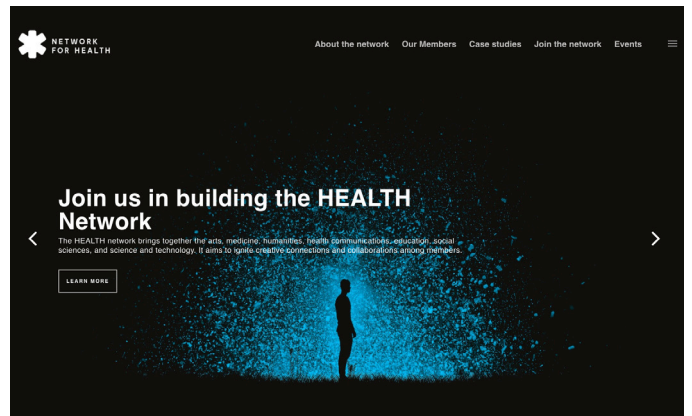 NETWORK
FOR HEALTH
About the network Our Members Case studies Join the network Events
Join us in building the HEALTH
Network
The HEALTH network brings together the arts, medicine, humanities, health communications, education, social
sciences, and science and technology. It aims to ignite creative connections and collaborations among members.
LEARN MORE